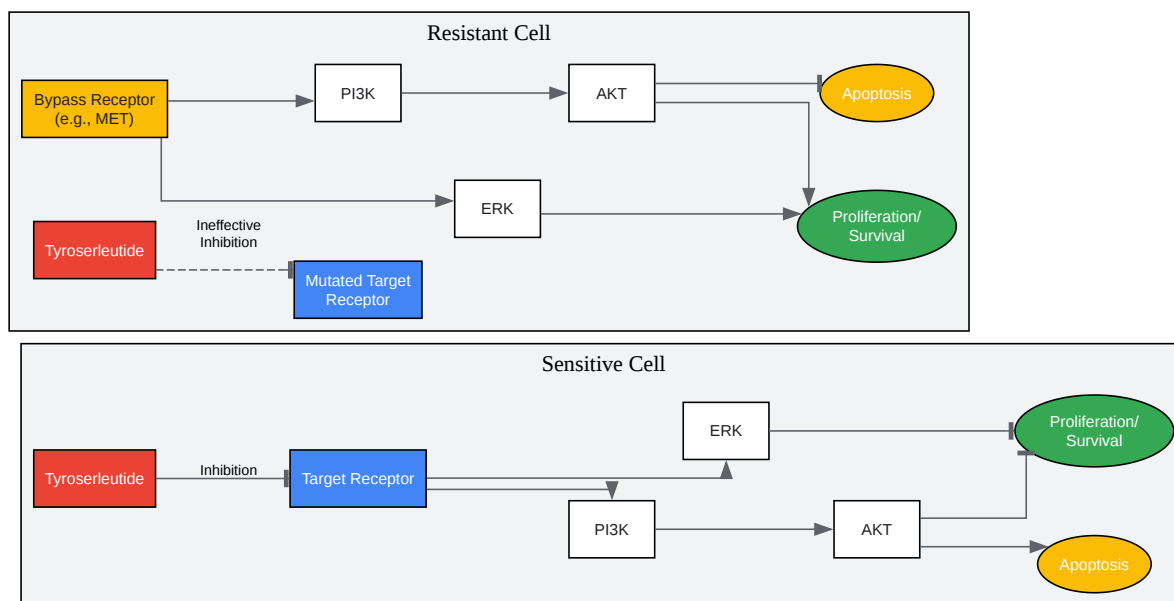 Resistant Cell
Bypass Receptor
(e.g., MET)
PI3K
AKT
Apoptosis
ERK
Proliferation/
Survival
Tyroserleutide
Ineffective
Inhibition
Mutated Target
Receptor
Sensitive Cell
Tyroserleutide
Inhibition
Target Receptor
ERK
PI3K
AKT
Proliferation/
Survival
Apoptosis